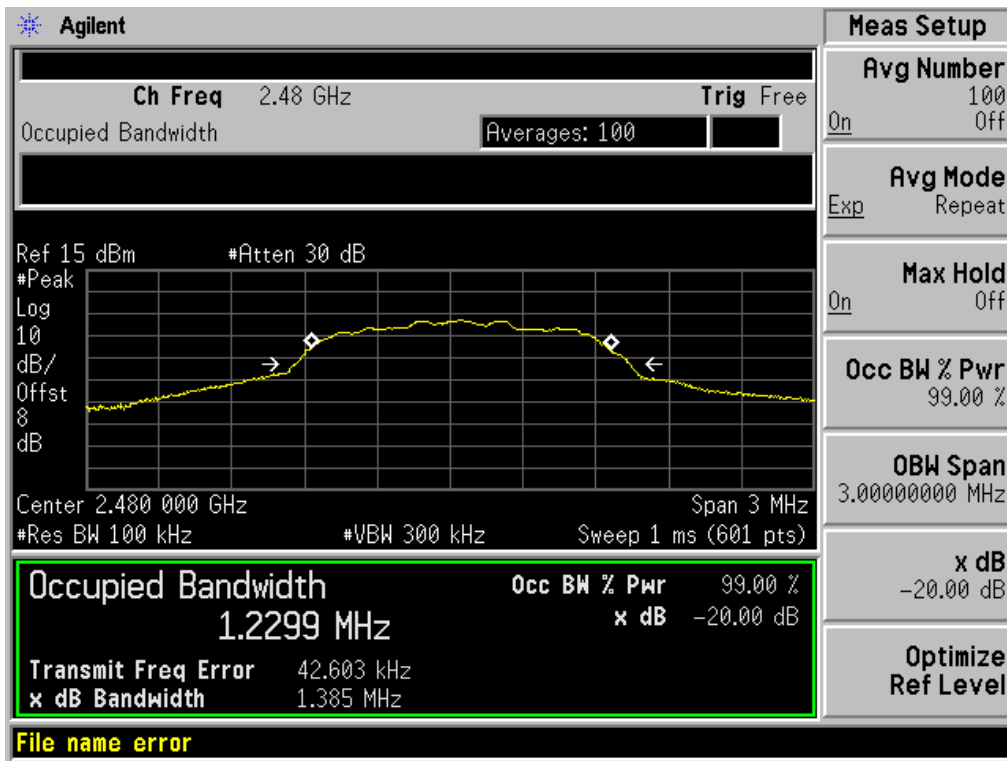 Agilent
Meas Setup
Ch Freq 2.48 GHz Trig Free
Occupied Bandwidth Averages: 100
Ref 15 dBm #Atten 30 dB
#Peak
Log
10
dB/
Offst
8
dB
Center 2.480 000 GHz Span 3 MHz
#Res BW 100 kHz #VBW 300 kHz Sweep 1 ms (601 pts)
Occupied Bandwidth Occ BW % Pwr 99.00 %
1.2299 MHz x dB -20.00 dB
Transmit Freq Error 42.603 kHz
x dB Bandwidth 1.385 MHz
File name error
Avg Number
100
On Off
Avg Mode
Exp Repeat
Max Hold
On Off
Occ BW % Pwr
99.00 %
OBW Span
3.00000000 MHz
x dB
-20.00 dB
Optimize
Ref Level